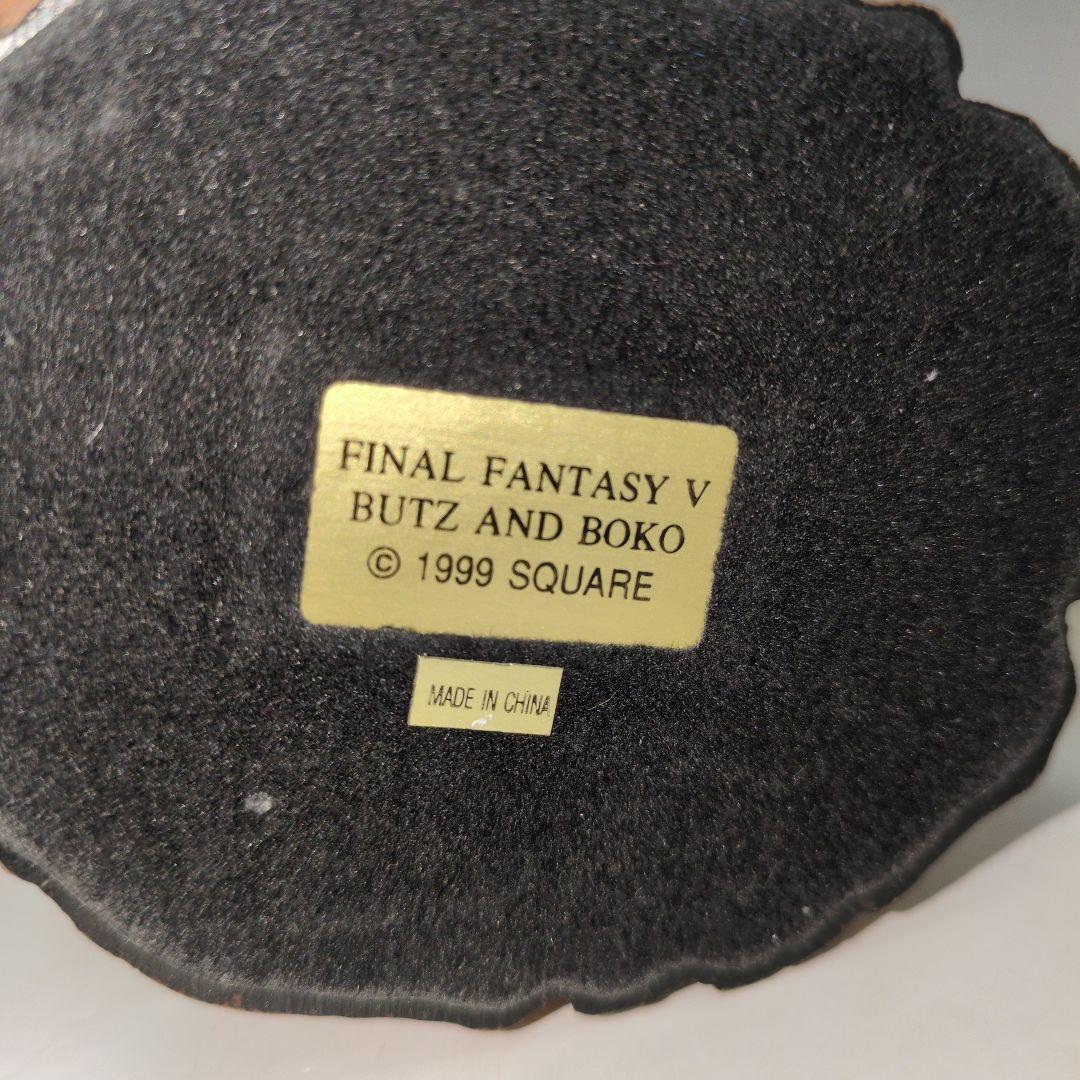 FINAL FANTASY V
BUTZ AND BOKO
© 1999 SQUARE
MADE IN CHINA